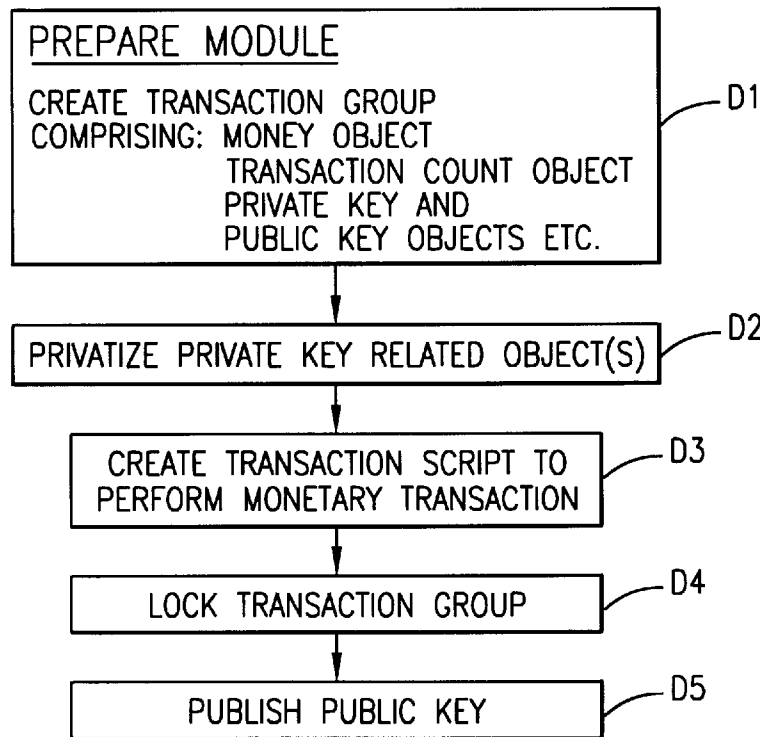 PREPARE MODULE
CREATE TRANSACTION GROUP
COMPRISING: MONEY OBJECT
TRANSACTION COUNT OBJECT
PRIVATE KEY AND
PUBLIC KEY OBJECTS ETC.
D1
PRIVATIZE PRIVATE KEY RELATED OBJECT(S)
D2
CREATE TRANSACTION SCRIPT TO
PERFORM MONETARY TRANSACTION
D3
LOCK TRANSACTION GROUP
D4
PUBLISH PUBLIC KEY
D5